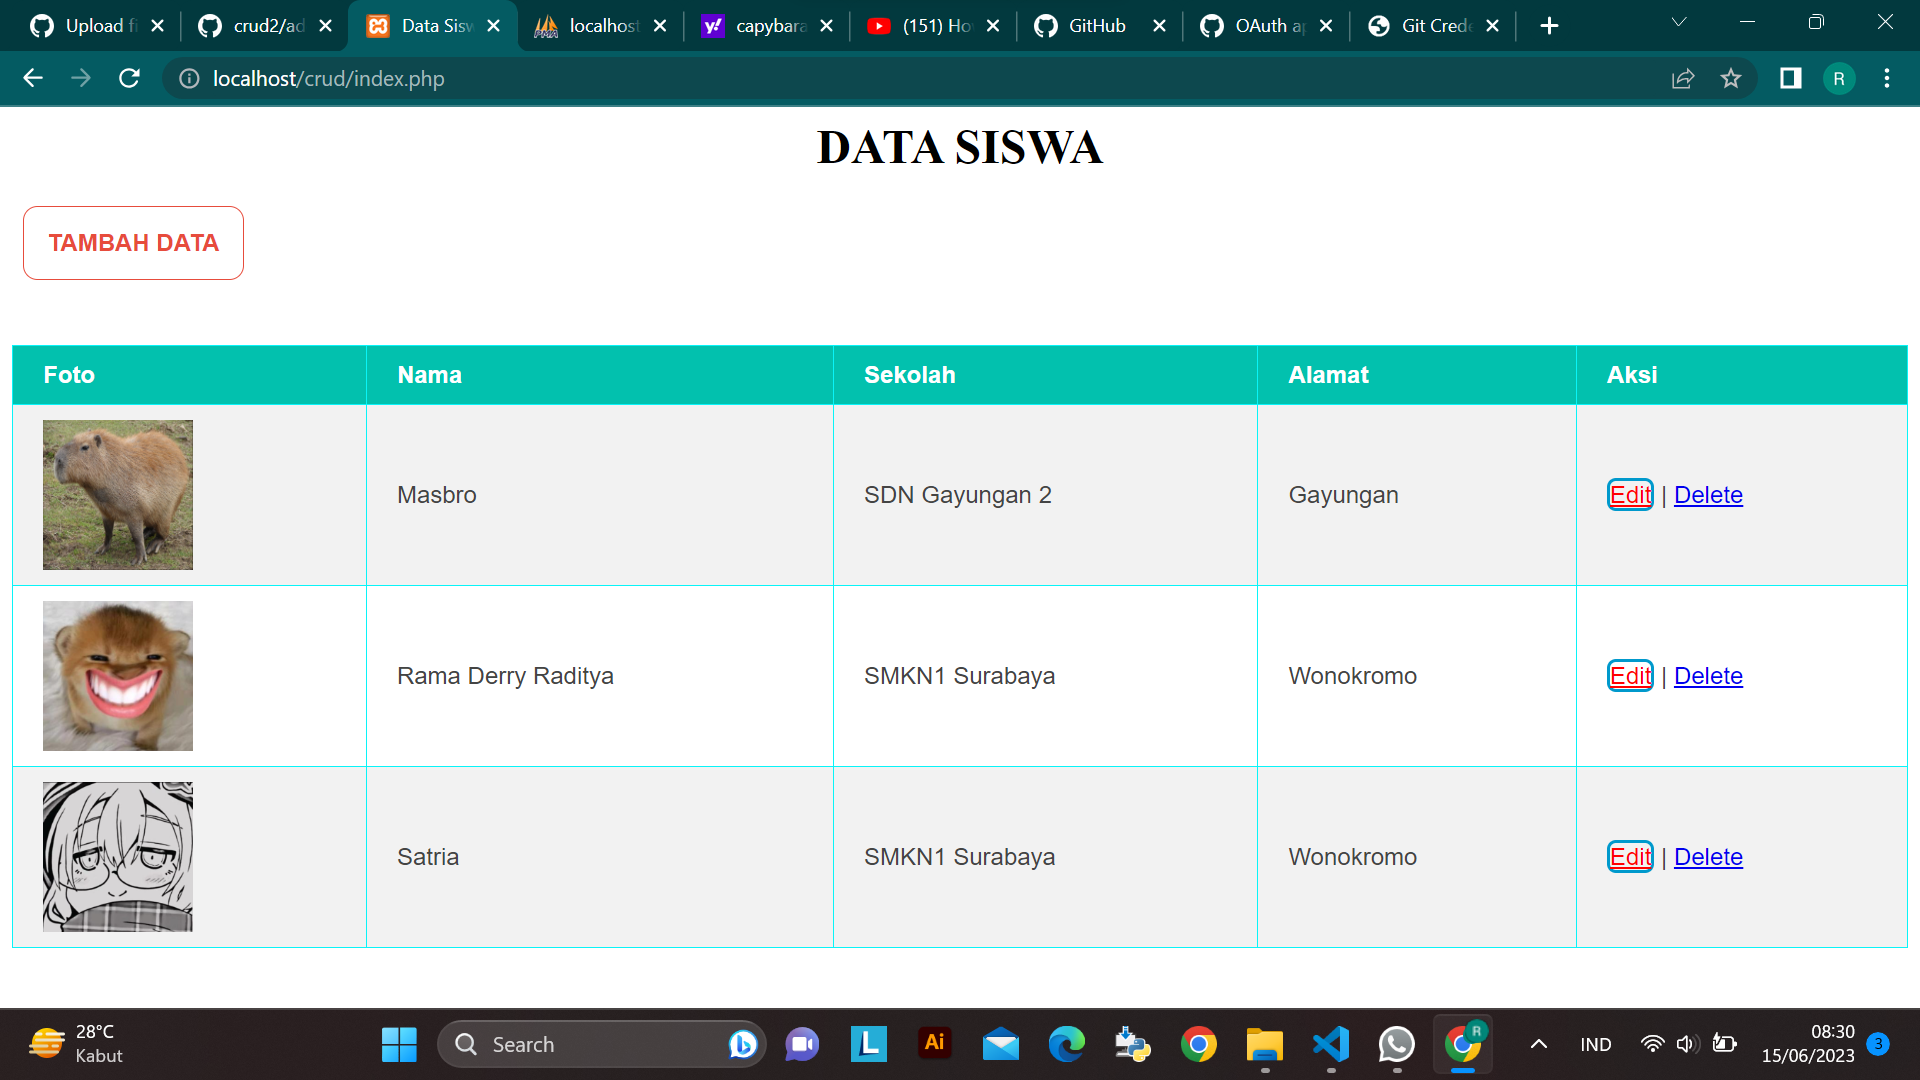 Upload fi
crud2/ad
Data Sisw
localhost
capybara
(151) Ho
GitHub
OAuth ap
Git Crede
localhost/crud/index.php
R
DATA SISWA
TAMBAH DATA
Foto Nama Sekolah Alamat Aksi
Masbro SDN Gayungan 2 Gayungan Edit | Delete
Rama Derry Raditya SMKN1 Surabaya Wonokromo Edit | Delete
Satria SMKN1 Surabaya Wonokromo Edit | Delete
28°C
Kabut
Search
L
Ai
R
IND
08:30
15/06/2023
3